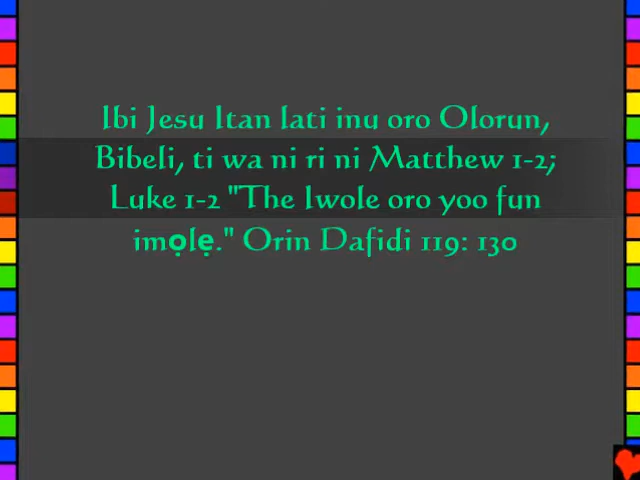 Ibi Jesu Itan lati inu oro Olorun,
Bibeli, ti wa ni ri ni Matthew 1-2;
Luke 1-2 "The Iwole oro yoo fun
imọlẹ." Orin Dafidi 119: 130